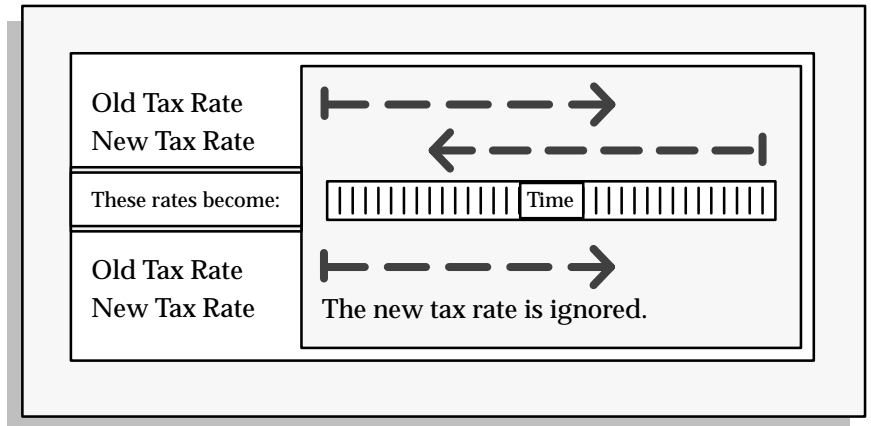 Old Tax Rate
New Tax Rate
These rates become:
Time
Old Tax Rate
New Tax Rate
The new tax rate is ignored.